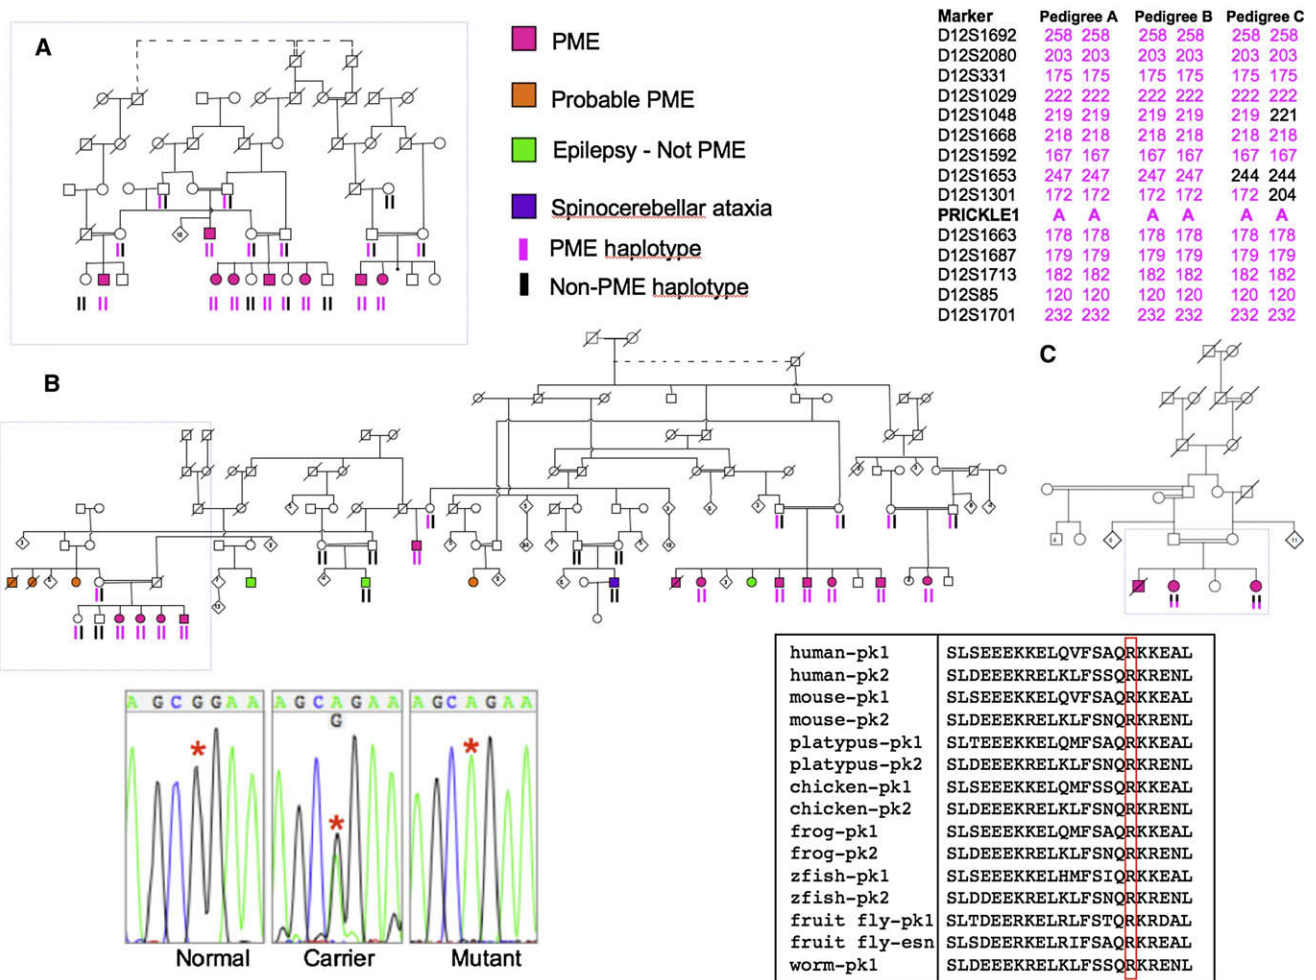 A
PME
Probable PME
Epilepsy - Not PME
Spinocerebellar ataxia
PME haplotype
Non-PME haplotype
Marker Pedigree A Pedigree B Pedigree C
D12S1692 258 258 258 258 258 258
D12S2080 203 203 203 203 203 203
D12S331 175 175 175 175 175 175
D12S1029 222 222 222 222 222 222
D12S1048 219 219 219 219 219 221
D12S1668 218 218 218 218 218 218
D12S1592 167 167 167 167 167 167
D12S1653 247 247 247 247 244 244
D12S1301 172 172 172 172 172 204
PRICKLE1 A A A A A A
D12S1663 178 178 178 178 178 178
D12S1687 179 179 179 179 179 179
D12S1713 182 182 182 182 182 182
D12S85 120 120 120 120 120 120
D12S1701 232 232 232 232 232 232
B
C
A G C G G A A
A G C A G A A
G
A G C A G A A
* * *
Normal Carrier Mutant
human-pk1 SLSEEEKKELQVFSAQRKKEAL
human-pk2 SLDEEEKRELKLFSSQRKRENL
mouse-pk1 SLSEEEKKELQVFSAQRKKEAL
mouse-pk2 SLDEEEKRELKLFSNQRKRENL
platypus-pk1 SLTEEEKKELQMFSAQRKKEAL
platypus-pk2 SLDEEEKRELKLFSNQRKRENL
chicken-pk1 SLSEEEKKELQMFSSQRKKEAL
chicken-pk2 SLDEEEKRELKLFSNQRKRENL
frog-pk1 SLSEEEKKELQMFSAQRKKEAL
frog-pk2 SLDEEEKRELKLFSNQRKRENL
zfish-pk1 SLSEEEKKELHMFSIQRKKEAL
zfish-pk2 SLDDEEKRELKLFSNQRKRENL
fruit fly-pk1 SLTDEERKELRLFSTQRKRDAL
fruit fly-esn SLSDEERKELRIFSAQRKREAL
worm-pk1 SLDEEEKRELKLFSSQRKRENL